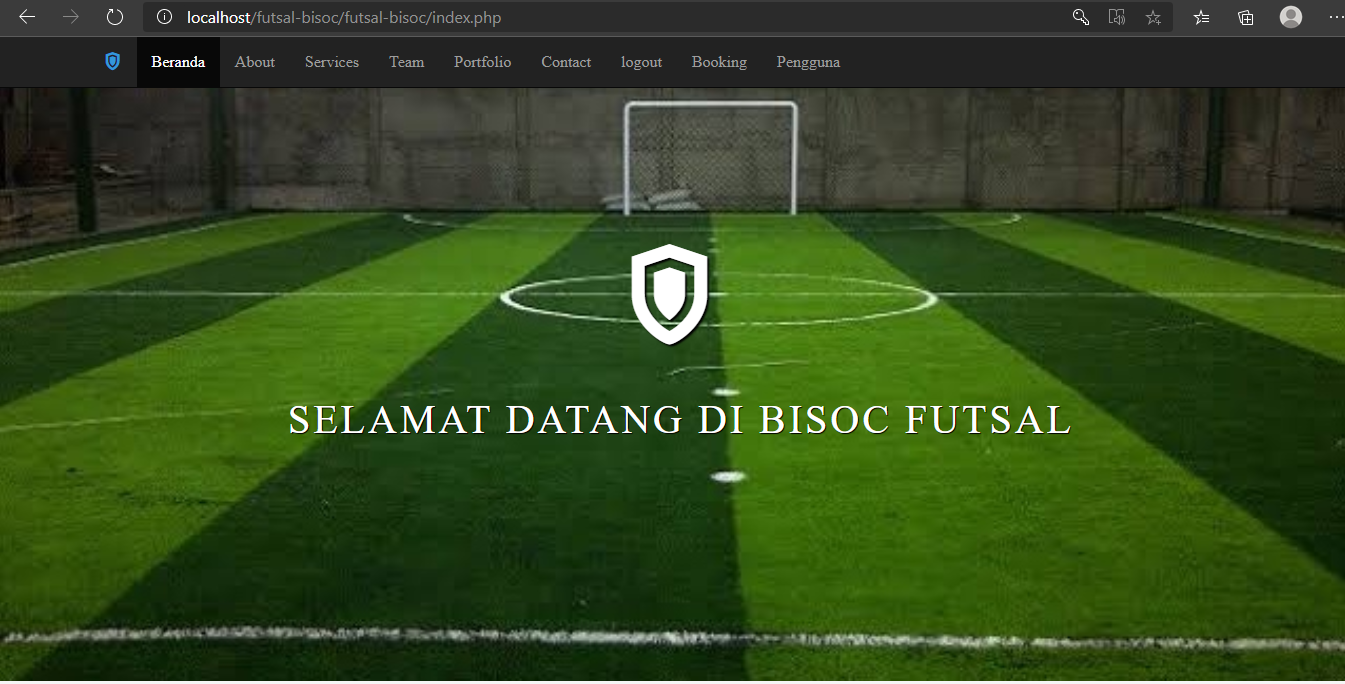 localhost/futsal-bisoc/futsal-bisoc/index.php
Beranda About Services Team Portfolio Contact logout Booking Pengguna
SELAMAT DATANG DI BISOC FUTSAL